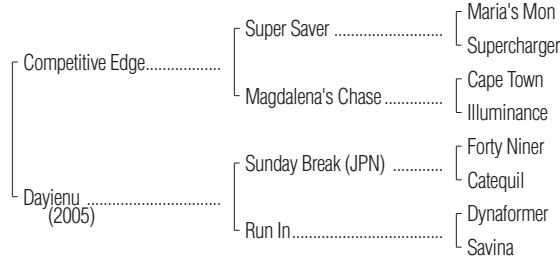 Maria's Mon
Super Saver ........................
Supercharger
Competitive Edge................
Cape Town
Magdalena's Chase .............
Illuminance
Forty Niner
Sunday Break (JPN) ...........
Catequil
Dayienu .............................
(2005)
Dynaformer
Run In.................................
Savina